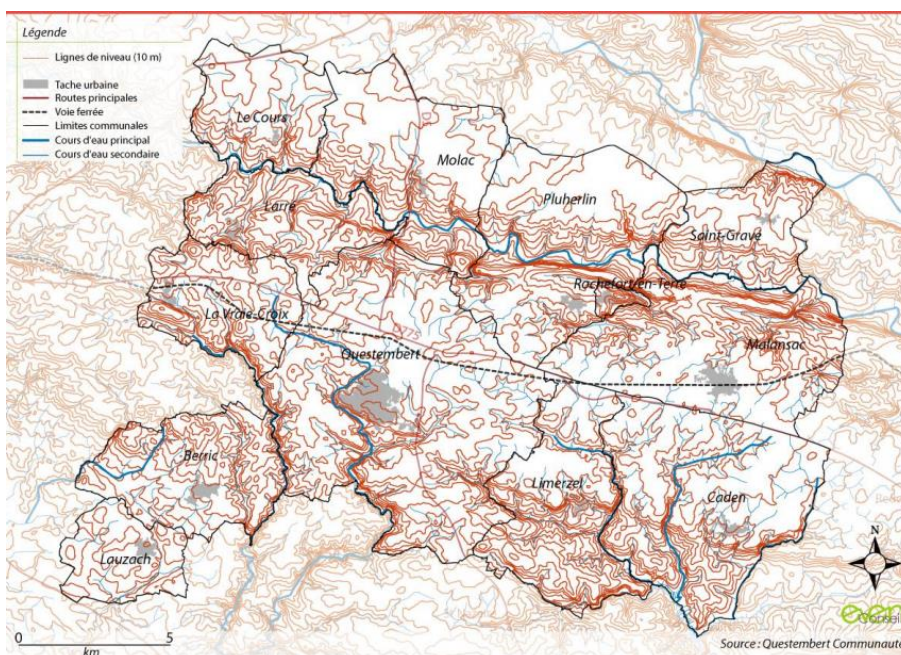 Légende
Lignes de niveau (10 m)
Tache urbaine
Routes principales
Voie ferrée
Limites communales
Cours d'eau principal
Cours d'eau secondaire
Le Cours
Molac
Pluherlin
Larré
Saint-Gravé
Rochefort-en-Terre
La Vraie-Croix
Questembert
Malansac
Berric
Limerzel
Caden
Lauzach
N
0 5
km
even
Conseil
Source : Questembert Communauté